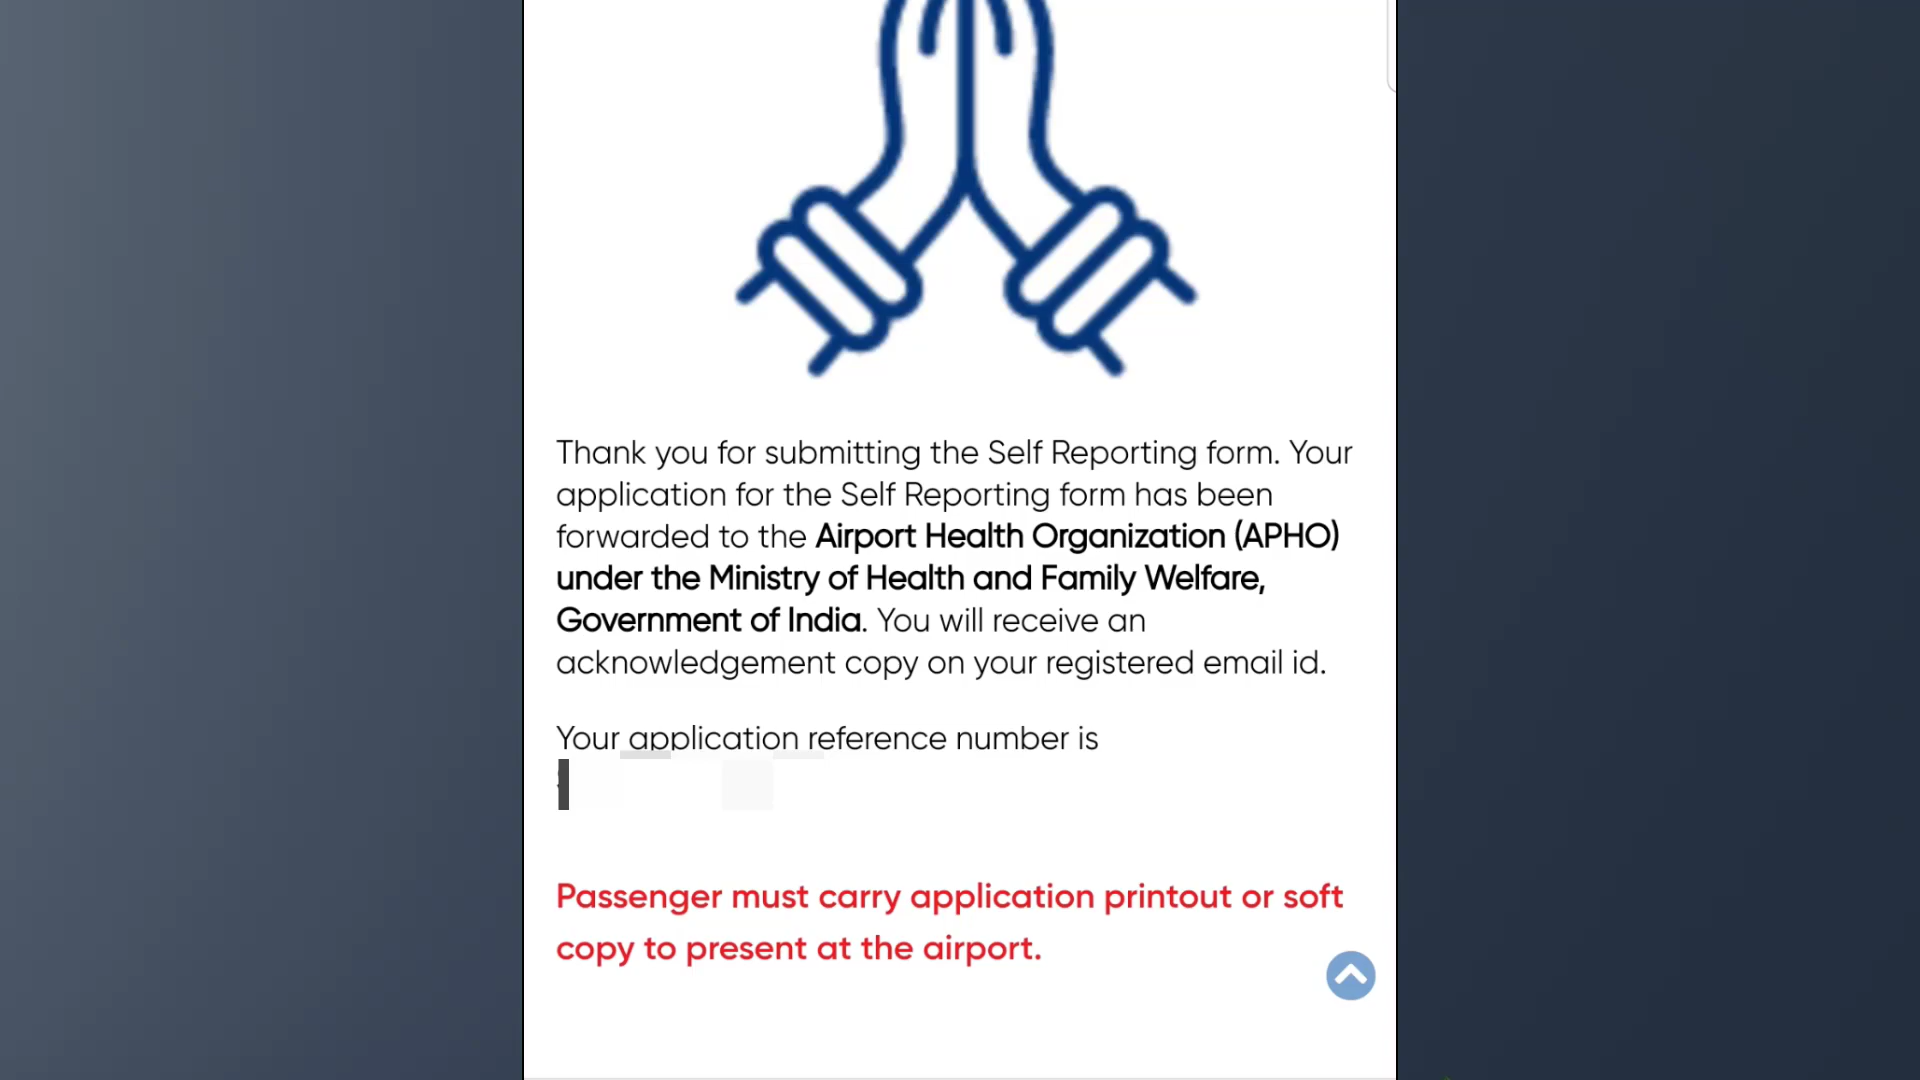 Thank you for submitting the Self Reporting form. Your
application for the Self Reporting form has been
forwarded to the Airport Health Organization (APHO)
under the Ministry of Health and Family Welfare,
Government of India. You will receive an
acknowledgement copy on your registered email id.
Your application reference number is
Passenger must carry application printout or soft
copy to present at the airport.